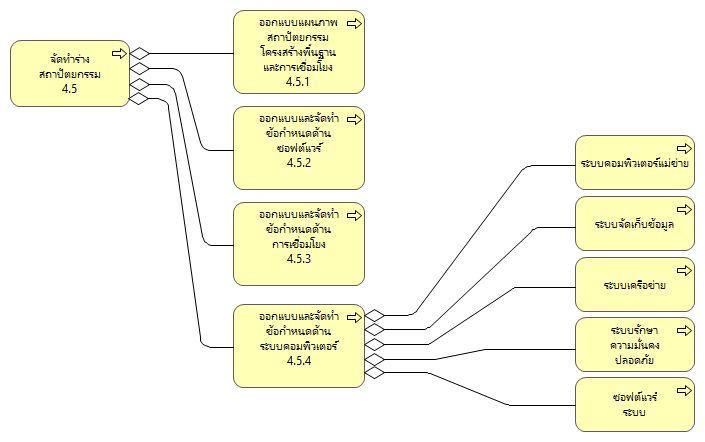 จัดทำร่าง
สถาปัตยกรรม
4.5
ออกแบบแผนภาพ
สถาปัตยกรรม
โครงสร้างพื้นฐาน
และการเชื่อมโยง
4.5.1
ออกแบบและจัดทำ
ข้อกำหนดด้าน
ซอฟต์แวร์
4.5.2
ออกแบบและจัดทำ
ข้อกำหนดด้าน
การเชื่อมโยง
4.5.3
ออกแบบและจัดทำ
ข้อกำหนดด้าน
ระบบคอมพิวเตอร์
4.5.4
ระบบคอมพิวเตอร์แม่ข่าย
ระบบจัดเก็บข้อมูล
ระบบเครือข่าย
ระบบรักษา
ความมั่นคง
ปลอดภัย
ซอฟต์แวร์
ระบบ